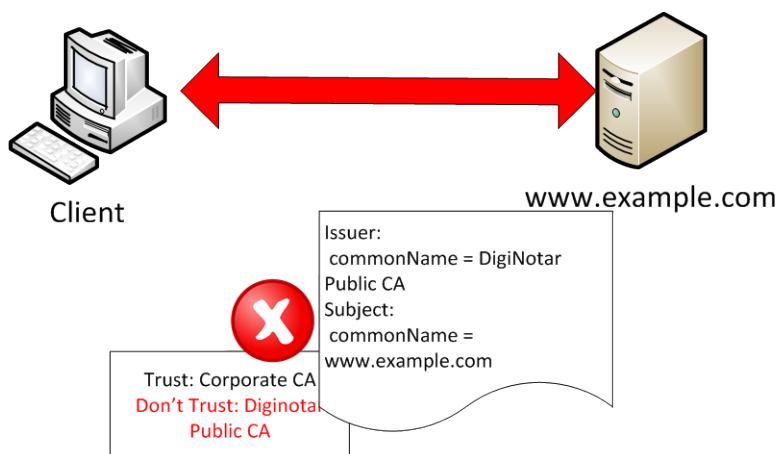 Client
www.example.com
Issuer:
commonName = DigiNotar
Public CA
Subject:
commonName =
www.example.com
Trust: Corporate CA
Don't Trust: Diginotar
Public CA